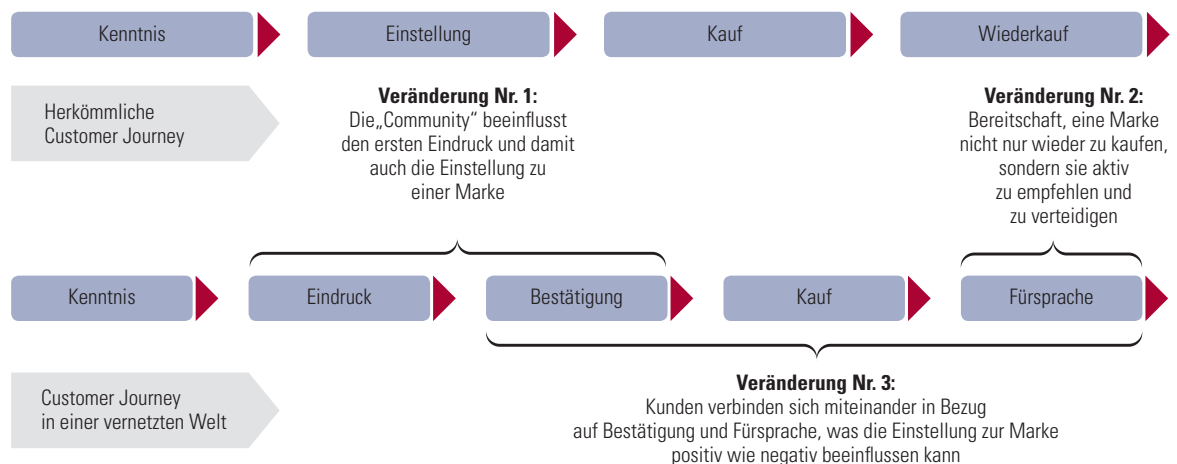 Kenntnis
Einstellung
Kauf
Wiederkauf
Herkömmliche
Customer Journey
Veränderung Nr. 1:
Die„Community“ beeinflusst
den ersten Eindruck und damit
auch die Einstellung zu
einer Marke
Veränderung Nr. 2:
Bereitschaft, eine Marke
nicht nur wieder zu kaufen,
sondern sie aktiv
zu empfehlen und
zu verteidigen
Kenntnis
Eindruck
Bestätigung
Kauf
Fürsprache
Customer Journey
in einer vernetzten Welt
Veränderung Nr. 3:
Kunden verbinden sich miteinander in Bezug
auf Bestätigung und Fürsprache, was die Einstellung zur Marke
positiv wie negativ beeinflussen kann